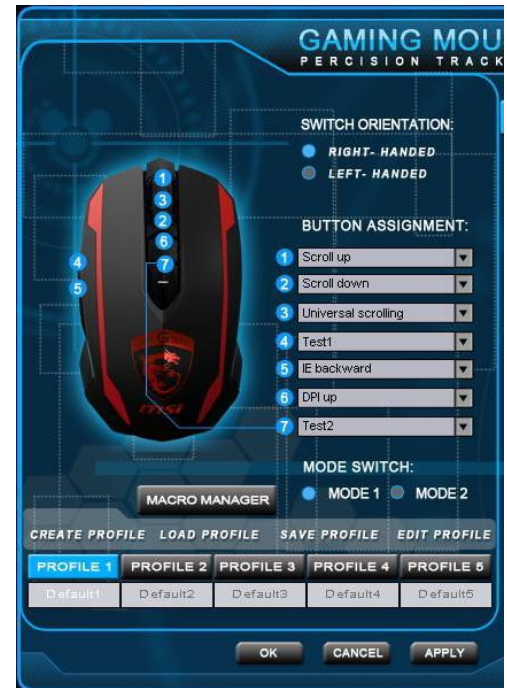 GAMING MOU
PERCISION TRACK
SWITCH ORIENTATION:
RIGHT- HANDED
LEFT- HANDED
BUTTON ASSIGNMENT:
1 Scroll up
2 Scroll down
3 Universal scrolling
4 Test1
5 IE backward
6 DPI up
7 Test2
1
3
2
6
7
4
5
msi
MODE SWITCH:
MODE 1 MODE 2
MACRO MANAGER
CREATE PROFILE LOAD PROFILE SAVE PROFILE EDIT PROFILE
PROFILE 1 PROFILE 2 PROFILE 3 PROFILE 4 PROFILE 5
Default1 Default2 Default3 Default4 Default5
OK CANCEL APPLY